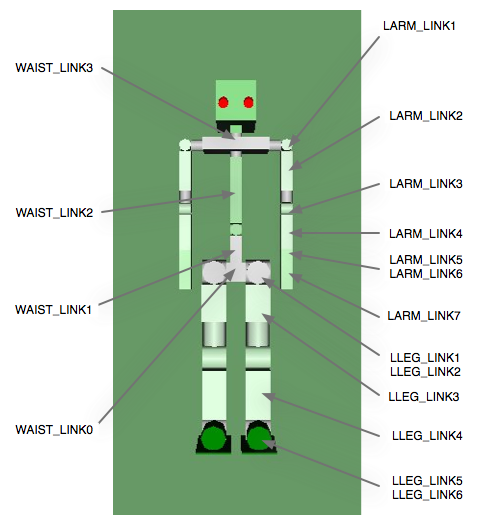 LARM_LINK1
WAIST_LINK3
LARM_LINK2
LARM_LINK3
WAIST_LINK2
LARM_LINK4
LARM_LINK5
LARM_LINK6
WAIST_LINK1
LARM_LINK7
LLEG_LINK1
LLEG_LINK2
LLEG_LINK3
WAIST_LINK0
LLEG_LINK4
LLEG_LINK5
LLEG_LINK6